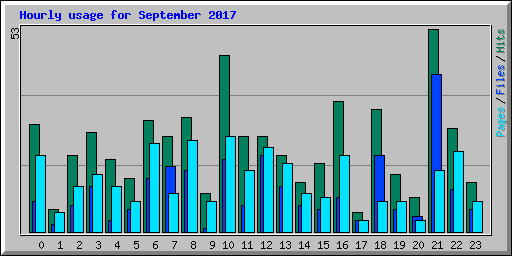 Hourly usage for September 2017
53
Pages/Files/Hits
0 1 2 3 4 5 6 7 8 9 10 11 12 13 14 15 16 17 18 19 20 21 22 23